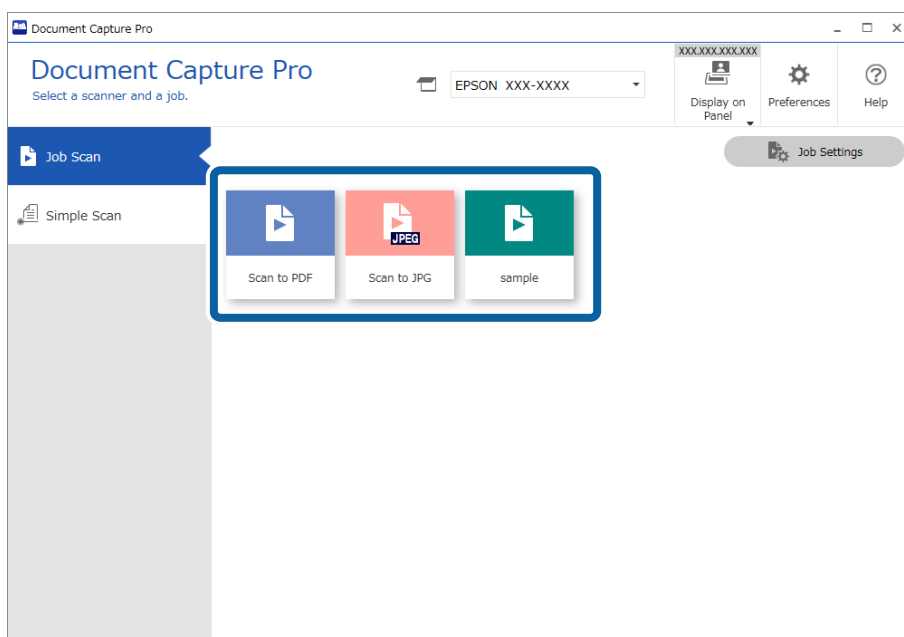 Document Capture Pro
Document Capture Pro
Select a scanner and a job.
EPSON XXX-XXXX
XXX.XXX.XXX.XXX
Display on
Panel
Preferences
Help
Job Scan
Job Settings
Simple Scan
JPEG
Scan to PDF
Scan to JPG
sample